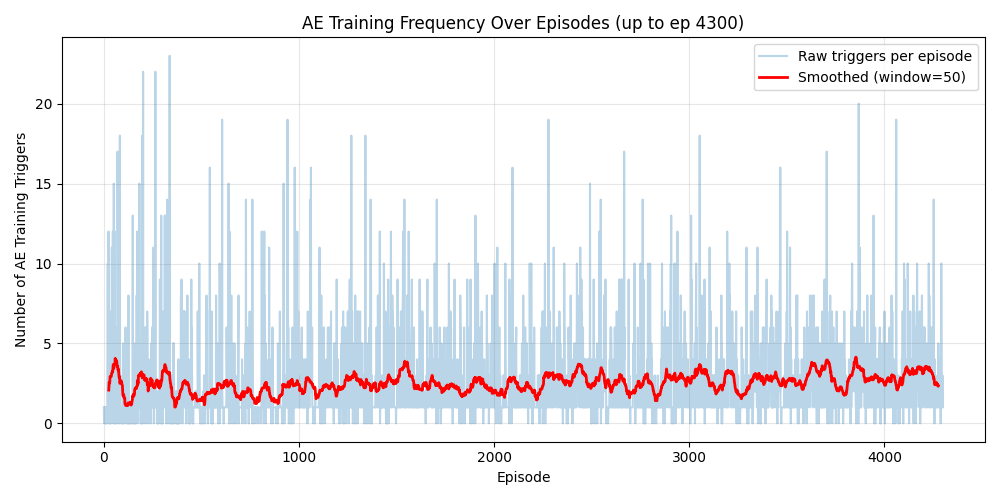 AE Training Frequency Over Episodes (up to ep 4300)
Raw triggers per episode
Smoothed (window=50)
Number of AE Training Triggers
20
15
10
5
0
0 1000 2000 3000 4000
Episode